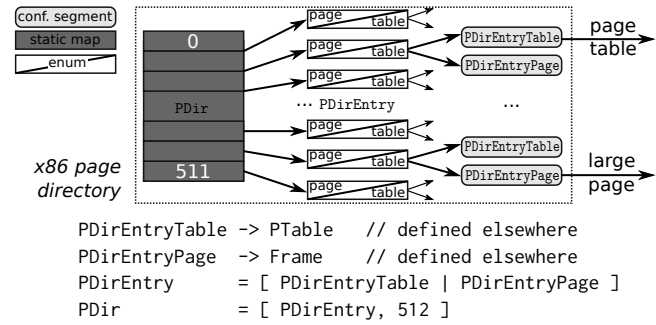 conf. segment
static map
enum
0
PDir
511
x86 page
directory
page
table
page
table
page
table
... PDirEntry
page
table
page
table
page
table
PDirEntryTable
PDirEntryPage
...
PDirEntryTable
PDirEntryPage
page
table
large
page
PDirEntryTable -> PTable // defined elsewhere
PDirEntryPage -> Frame // defined elsewhere
PDirEntry = [ PDirEntryTable | PDirEntryPage ]
PDir = [ PDirEntry, 512 ]